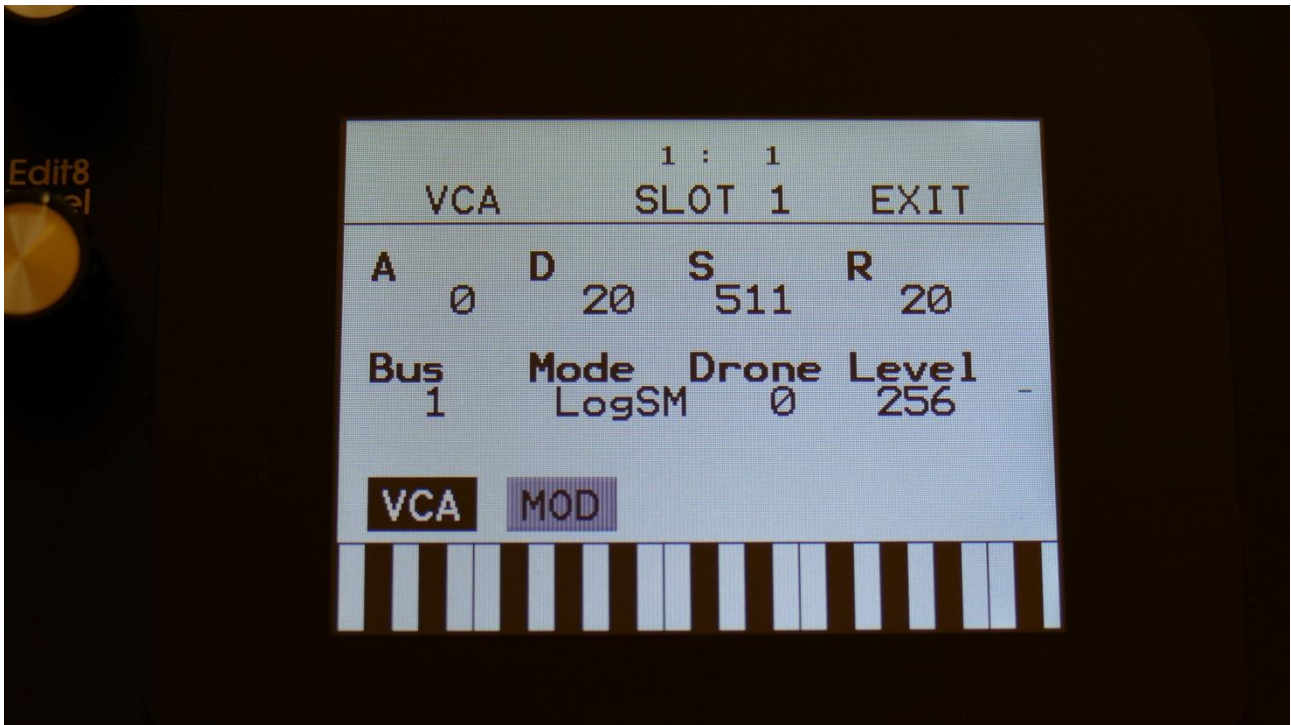 1 : 1
VCA SLOT 1 EXIT
A D S R
0 20 511 20
Bus Mode Drone Level
1 LogSM 0 256 -
VCA MOD
Edit8